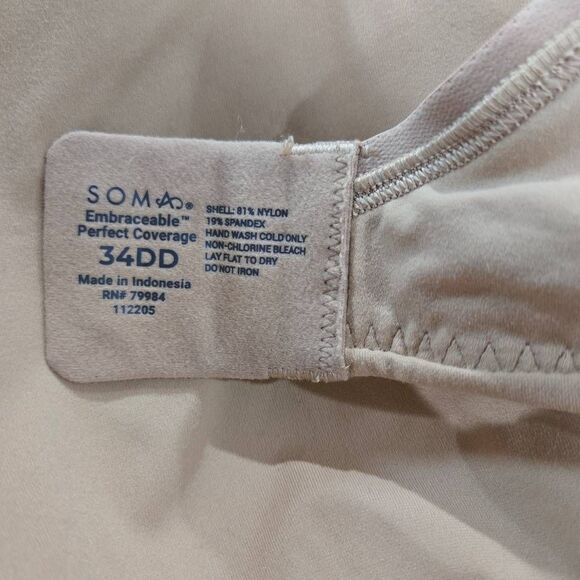 SOMA®
Embraceable™
Perfect Coverage
34DD
Made in Indonesia
RN# 79984
112205
SHELL: 81% NYLON
19% SPANDEX
HAND WASH COLD ONLY
NON-CHLORINE BLEACH
LAY FLAT TO DRY
DO NOT IRON